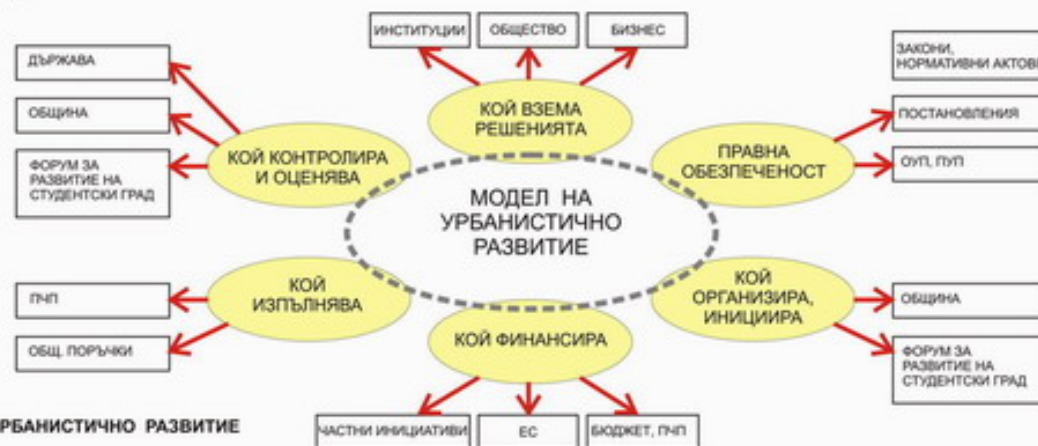 ИНСТИТУЦИИ
ОБЩЕСТВО
БИЗНЕС
КОЙ ВЗЕМА
РЕШЕНИЯТА
ДЪРЖАВА
ОБЩИНА
ФОРУМ ЗА
РАЗВИТИЕ НА
СТУДЕНТСКИ ГРАД
КОЙ КОНТРОЛИРА
И ОЦЕНЯВА
ЗАКОНИ,
НОРМАТИВНИ АКТОВЕ
ПОСТАНОВЛЕНИЯ
ОУП, ПУП
ПРАВНА
ОБЕЗПЕЧЕНОСТ
МОДЕЛ НА
УРБАНИСТИЧНО
РАЗВИТИЕ
КОЙ
ИЗПЪЛНЯВА
ПЧП
ОБЩ. ПОРЪЧКИ
КОЙ
ОРГАНИЗИРА,
ИНИЦИИРА
ОБЩИНА
ФОРУМ ЗА
РАЗВИТИЕ НА
СТУДЕНТСКИ ГРАД
КОЙ ФИНАНСИРА
ЧАСТНИ ИНИЦИАТИВИ
ЕС
БЮДЖЕТ, ПЧП
РБАНИСТИЧНО РАЗВИТИЕ